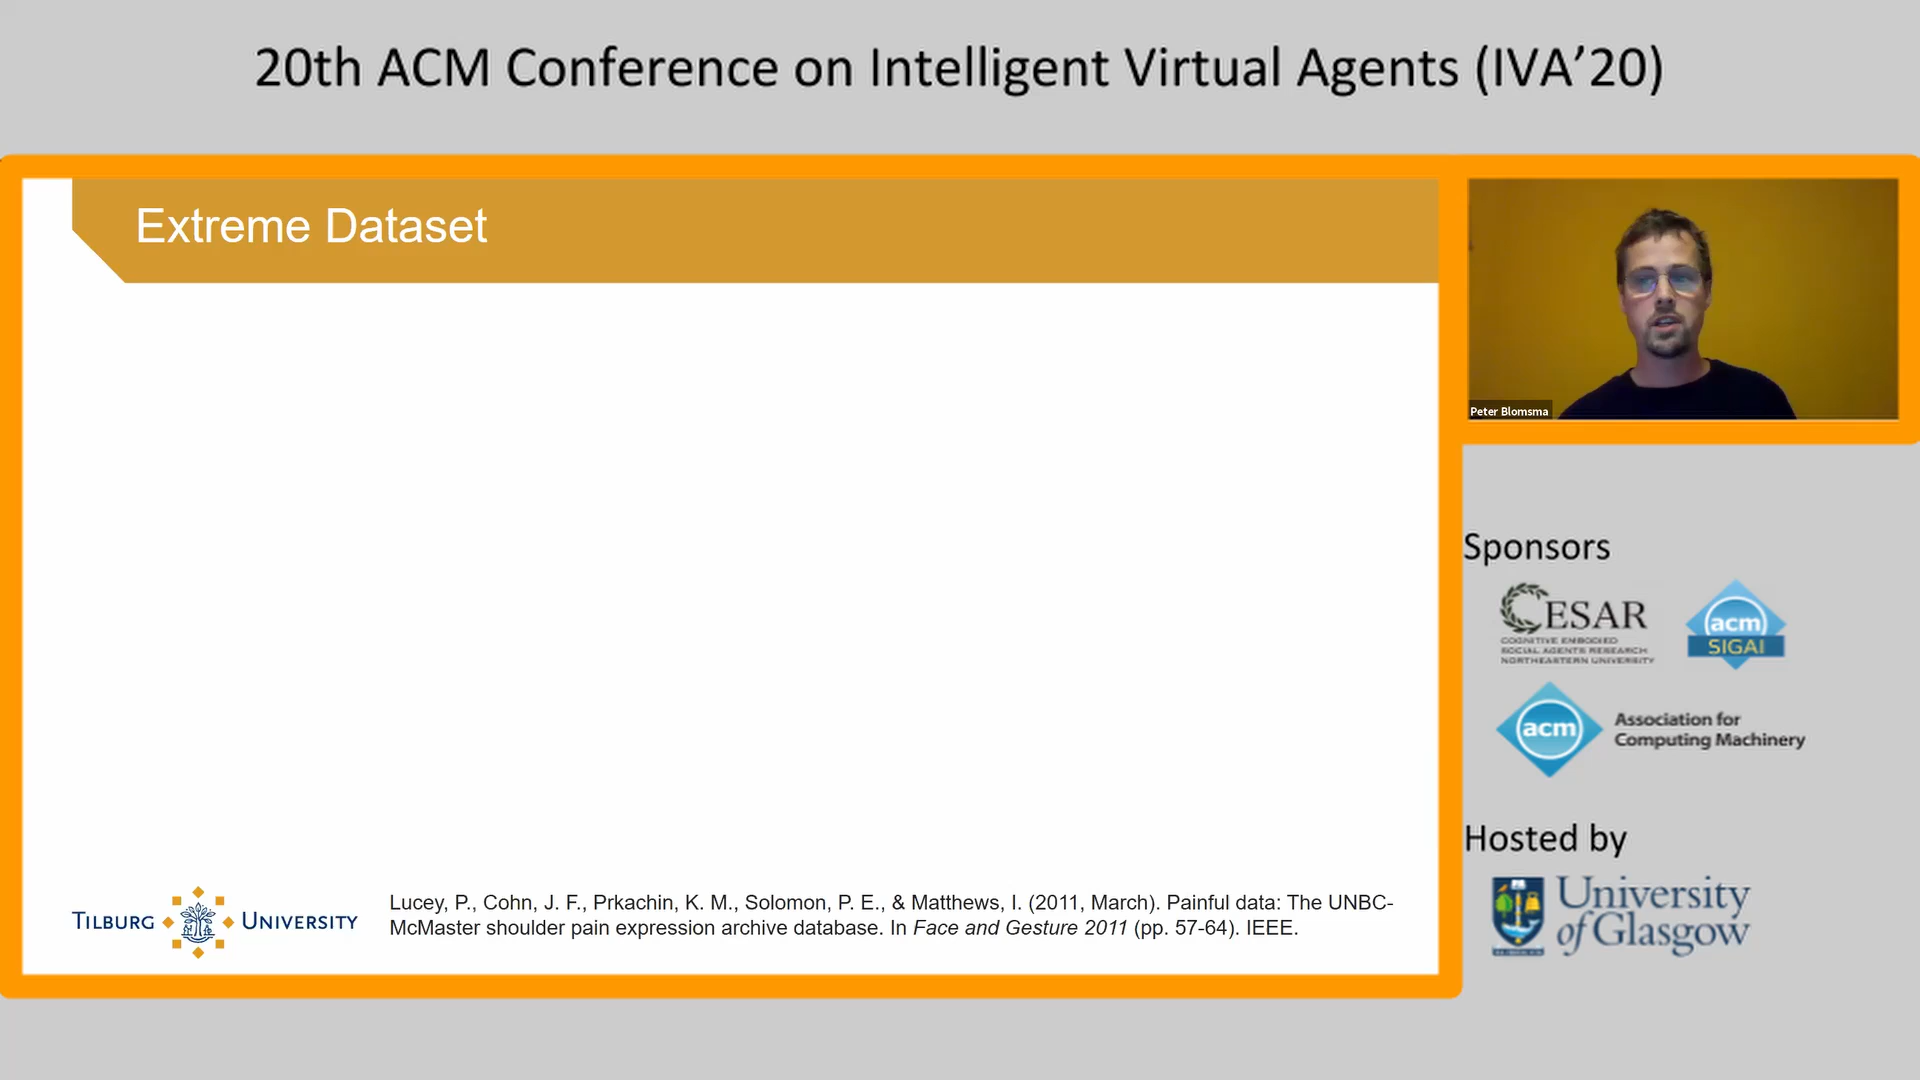 20th ACM Conference on Intelligent Virtual Agents (IVA’20)
Extreme Dataset
Peter Blomsma
Sponsors
CESAR
COGNITIVE EMBODIED
SOCIAL AGENTS RESEARCH
NORTHEASTERN UNIVERSITY
acm
SIGAI
acm
Association for
Computing Machinery
Hosted by
University
of Glasgow
TILBURG UNIVERSITY
Lucey, P., Cohn, J. F., Prkachin, K. M., Solomon, P. E., & Matthews, I. (2011, March). Painful data: The UNBC-
McMaster shoulder pain expression archive database. In Face and Gesture 2011 (pp. 57-64). IEEE.